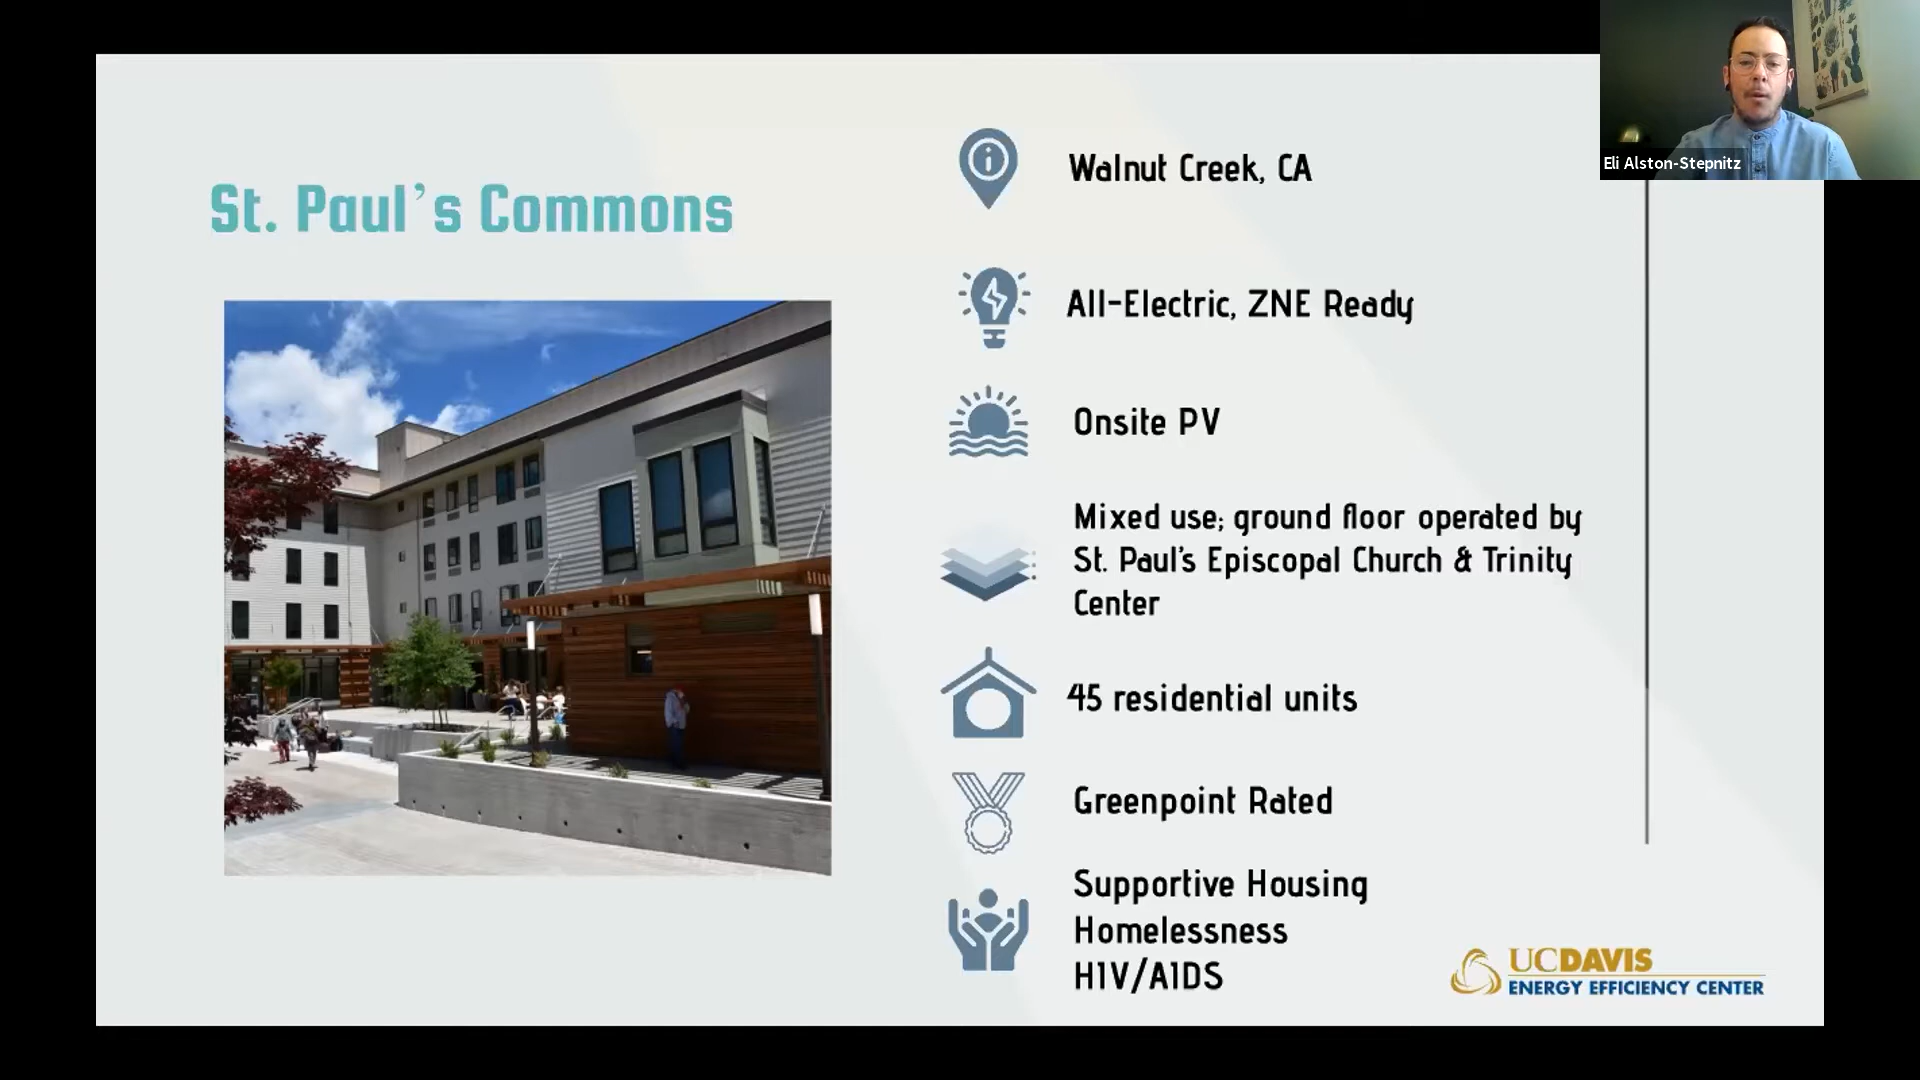 Eli Alston-Stepnitz
St. Paul's Commons
Walnut Creek, CA
All-Electric, ZNE Ready
Onsite PV
Mixed use; ground floor operated by
St. Paul's Episcopal Church & Trinity
Center
45 residential units
Greenpoint Rated
Supportive Housing
Homelessness
HIV/AIDS
UCDAVIS
ENERGY EFFICIENCY CENTER